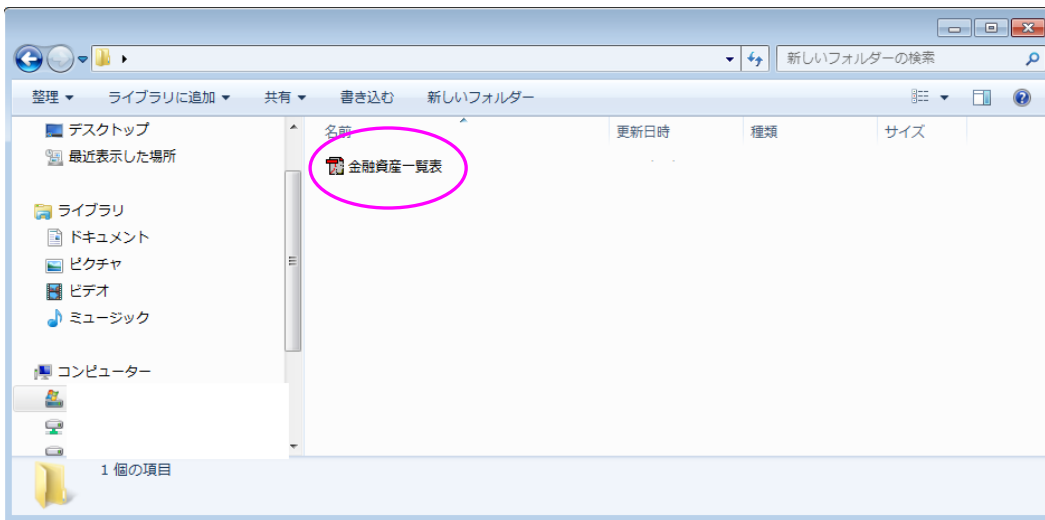 新しいフォルダーの検索
整理 ライブラリに追加 共有 書き込む 新しいフォルダー
デスクトップ
最近表示した場所
ライブラリ
ドキュメント
ピクチャ
ビデオ
ミュージック
コンピューター
名前 更新日時 種類 サイズ
金融資産一覧表
1 個の項目